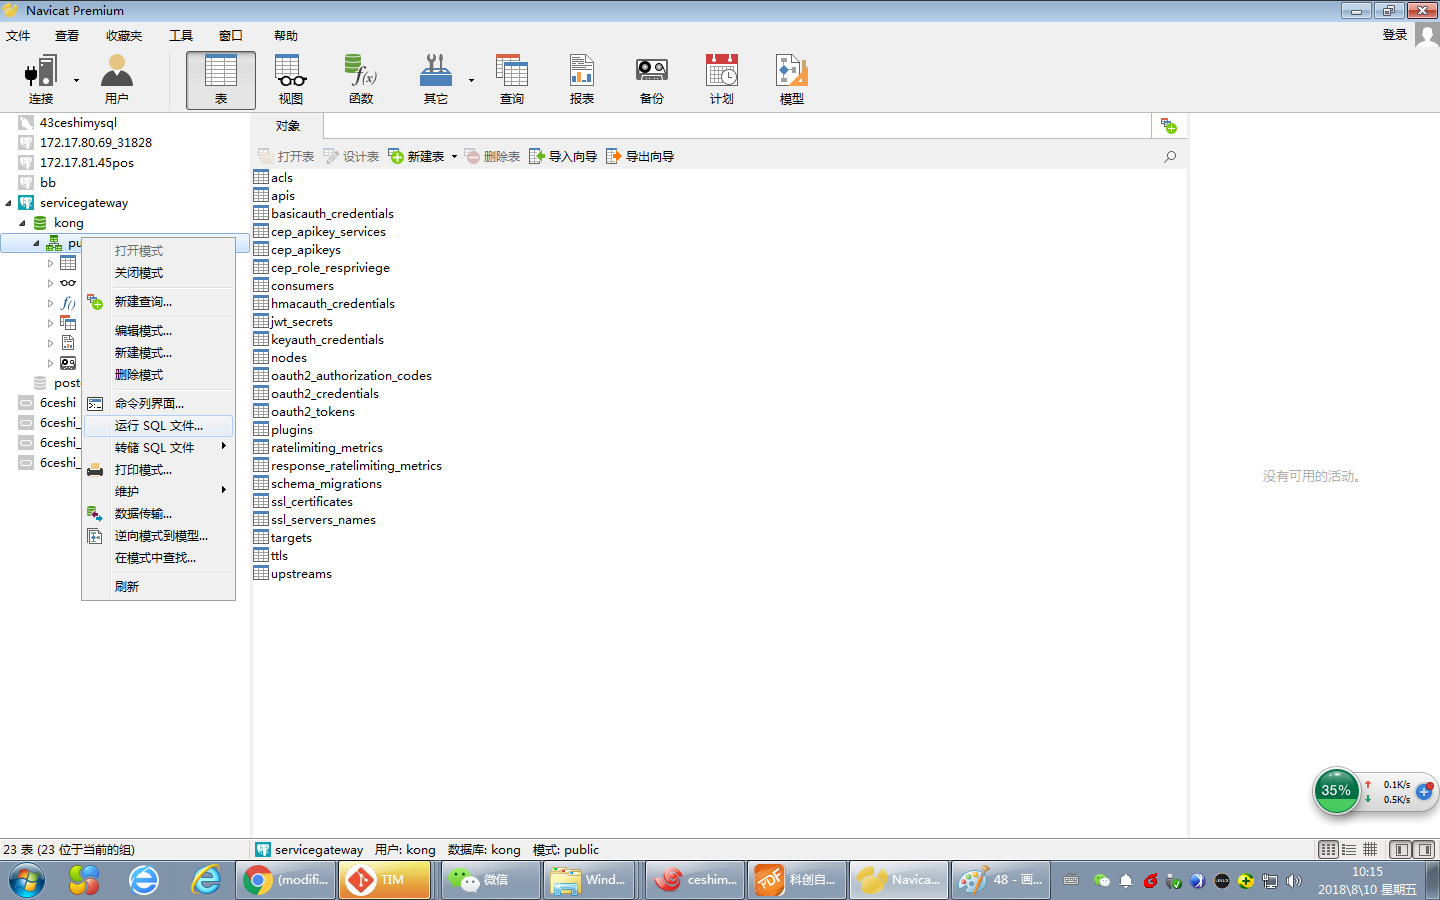 Navicat Premium
文件 查看 收藏夹 工具 窗口 帮助 登录
连接 用户 表 视图 函数 其它 查询 报表 备份 计划 模型
43ceshimysql
172.17.80.69_31828
172.17.81.45pos
bb
servicegateway
kong
pu
post
6ceshi
6ceshi_
6ceshi_
6ceshi_
打开模式
关闭模式
新建查询...
编辑模式...
新建模式...
删除模式
命令列界面...
运行 SQL 文件...
转储 SQL 文件
打印模式...
维护
数据传输...
逆向模式到模型...
在模式中查找...
刷新
对象
打开表 设计表 新建表 删除表 导入向导 导出向导
acls
apis
basicauth_credentials
cep_apikey_services
cep_apikeys
cep_role_respriviege
consumers
hmacauth_credentials
jwt_secrets
keyauth_credentials
nodes
oauth2_authorization_codes
oauth2_credentials
oauth2_tokens
plugins
ratelimiting_metrics
response_ratelimiting_metrics
schema_migrations
ssl_certificates
ssl_servers_names
targets
ttls
upstreams
没有可用的活动。
35%
0.1K/s
0.5K/s
23 表 (23 位于当前的组) servicegateway 用户: kong 数据库: kong 模式: public
(modifi... TIM 微信 Wind... ceshim... 科创自... Navica... 48 - 画...
10:15
2018\8\10 星期五